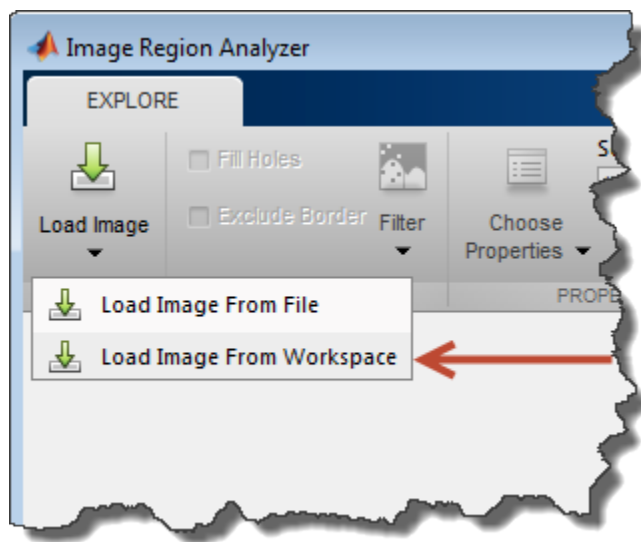 Image Region Analyzer
EXPLORE
Load Image
Fill Holes
Exclude Border
Filter
Choose
Properties
Load Image From File
Load Image From Workspace